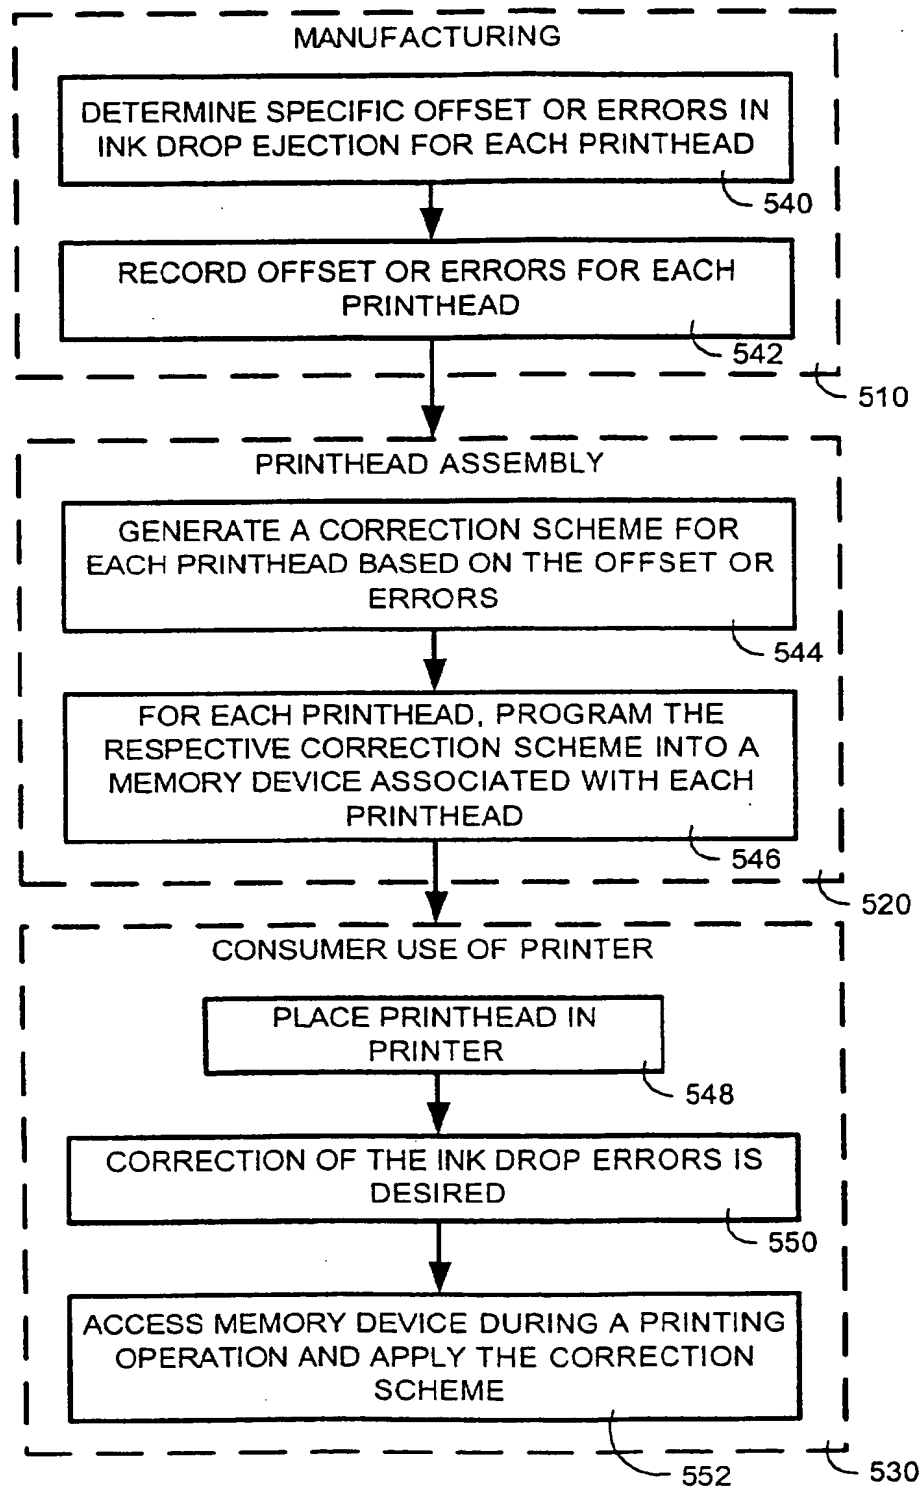 MANUFACTURING
DETERMINE SPECIFIC OFFSET OR ERRORS IN
INK DROP EJECTION FOR EACH PRINTHEAD
540
RECORD OFFSET OR ERRORS FOR EACH
PRINTHEAD
542
510
PRINTHEAD ASSEMBLY
GENERATE A CORRECTION SCHEME FOR
EACH PRINTHEAD BASED ON THE OFFSET OR
ERRORS
544
FOR EACH PRINTHEAD, PROGRAM THE
RESPECTIVE CORRECTION SCHEME INTO A
MEMORY DEVICE ASSOCIATED WITH EACH
PRINTHEAD
546
520
CONSUMER USE OF PRINTER
PLACE PRINTHEAD IN
PRINTER
548
CORRECTION OF THE INK DROP ERRORS IS
DESIRED
550
ACCESS MEMORY DEVICE DURING A PRINTING
OPERATION AND APPLY THE CORRECTION
SCHEME
552
530